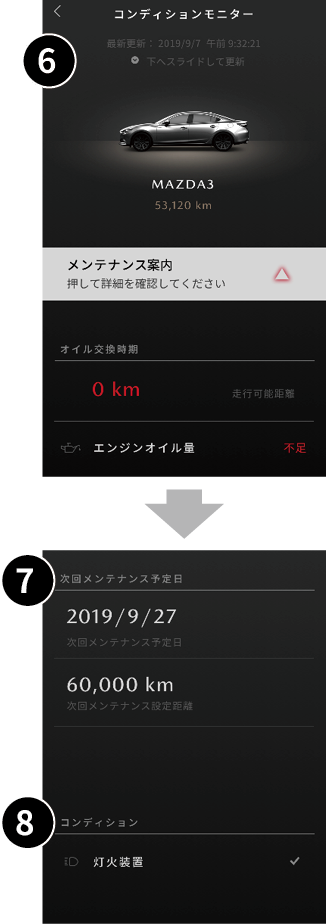 コンディションモニター
最新更新： 2019/9/7 午前 9:32:21
下へスライドして更新
6
MAZDA3
53,120 km
メンテナンス案内
押して詳細を確認してください
オイル交換時期
0 km 走行可能距離
エンジンオイル量 不足
7
次回メンテナンス予定日
2019/9/27
次回メンテナンス予定日
60,000 km
次回メンテナンス設定距離
8
コンディション
灯火装置